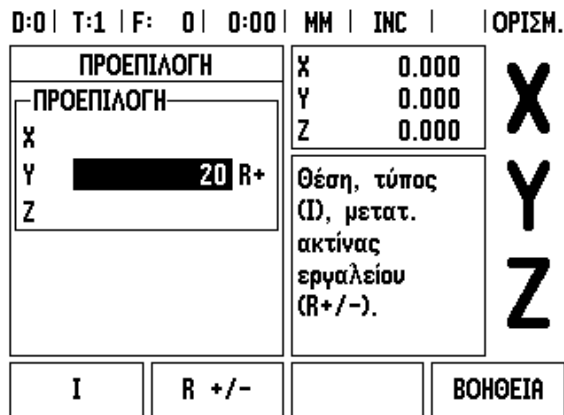 D:0 | T:1 | F: 0 | 0:00 | MM | INC | | ΟΡΙΣΜ.
ΠΡΟΕΠΙΛΟΓΗ
ΠΡΟΕΠΙΛΟΓΗ
X
Y 20 R+
Z
X 0.000
Y 0.000
Z 0.000
Θέση, τύπος
(Ι), μετατ.
ακτίνας
εργαλείου
(R+/-).
X
Y
Z
I
R +/-
ΒΟΗΘΕΙΑ